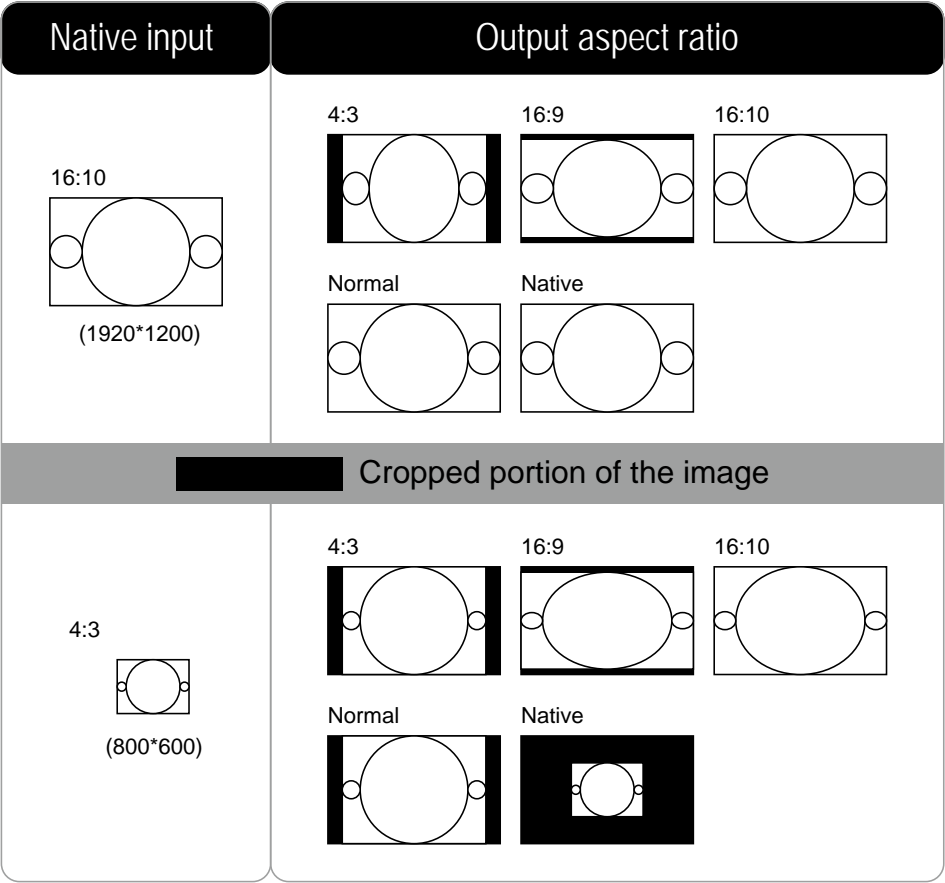 Native input
Output aspect ratio
16:10
(1920*1200)
4:3
16:9
16:10
Normal
Native
Cropped portion of the image
4:3
(800*600)
4:3
16:9
16:10
Normal
Native